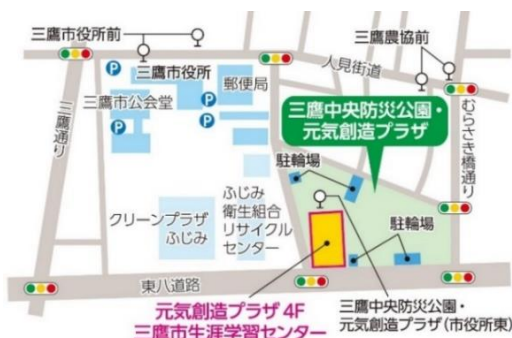 三鷹市役所前
三鷹農協前
人見街道
P
三鷹市役所
郵便局
三鷹市公会堂
P
P
P
三鷹通り
三鷹中央防災公園・
元気創造プラザ
むらさき橋通り
駐輪場
ふじみ
衛生組合
リサイクル
センター
クリーンプラザ
ふじみ
駐輪場
東八道路
元気創造プラザ 4F
三鷹市生涯学習センター
三鷹中央防災公園・
元気創造プラザ(市役所東)